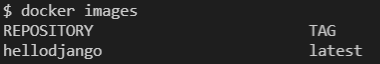 $ docker images
REPOSITORY TAG
hellodjango latest